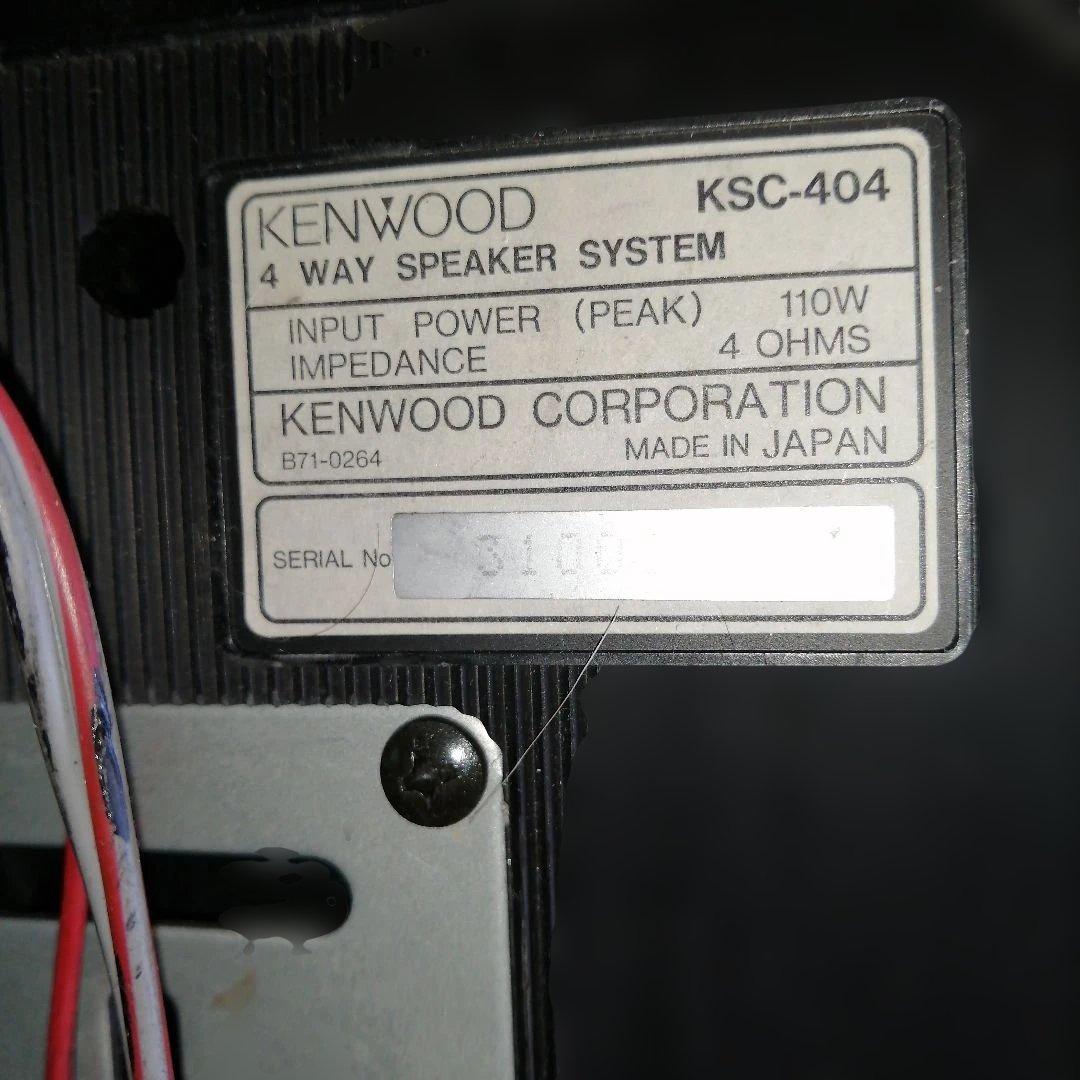 KENWOOD KSC-404
4 WAY SPEAKER SYSTEM
INPUT POWER (PEAK) 110W
IMPEDANCE 4 OHMS
KENWOOD CORPORATION
B71-0264 MADE IN JAPAN
SERIAL No